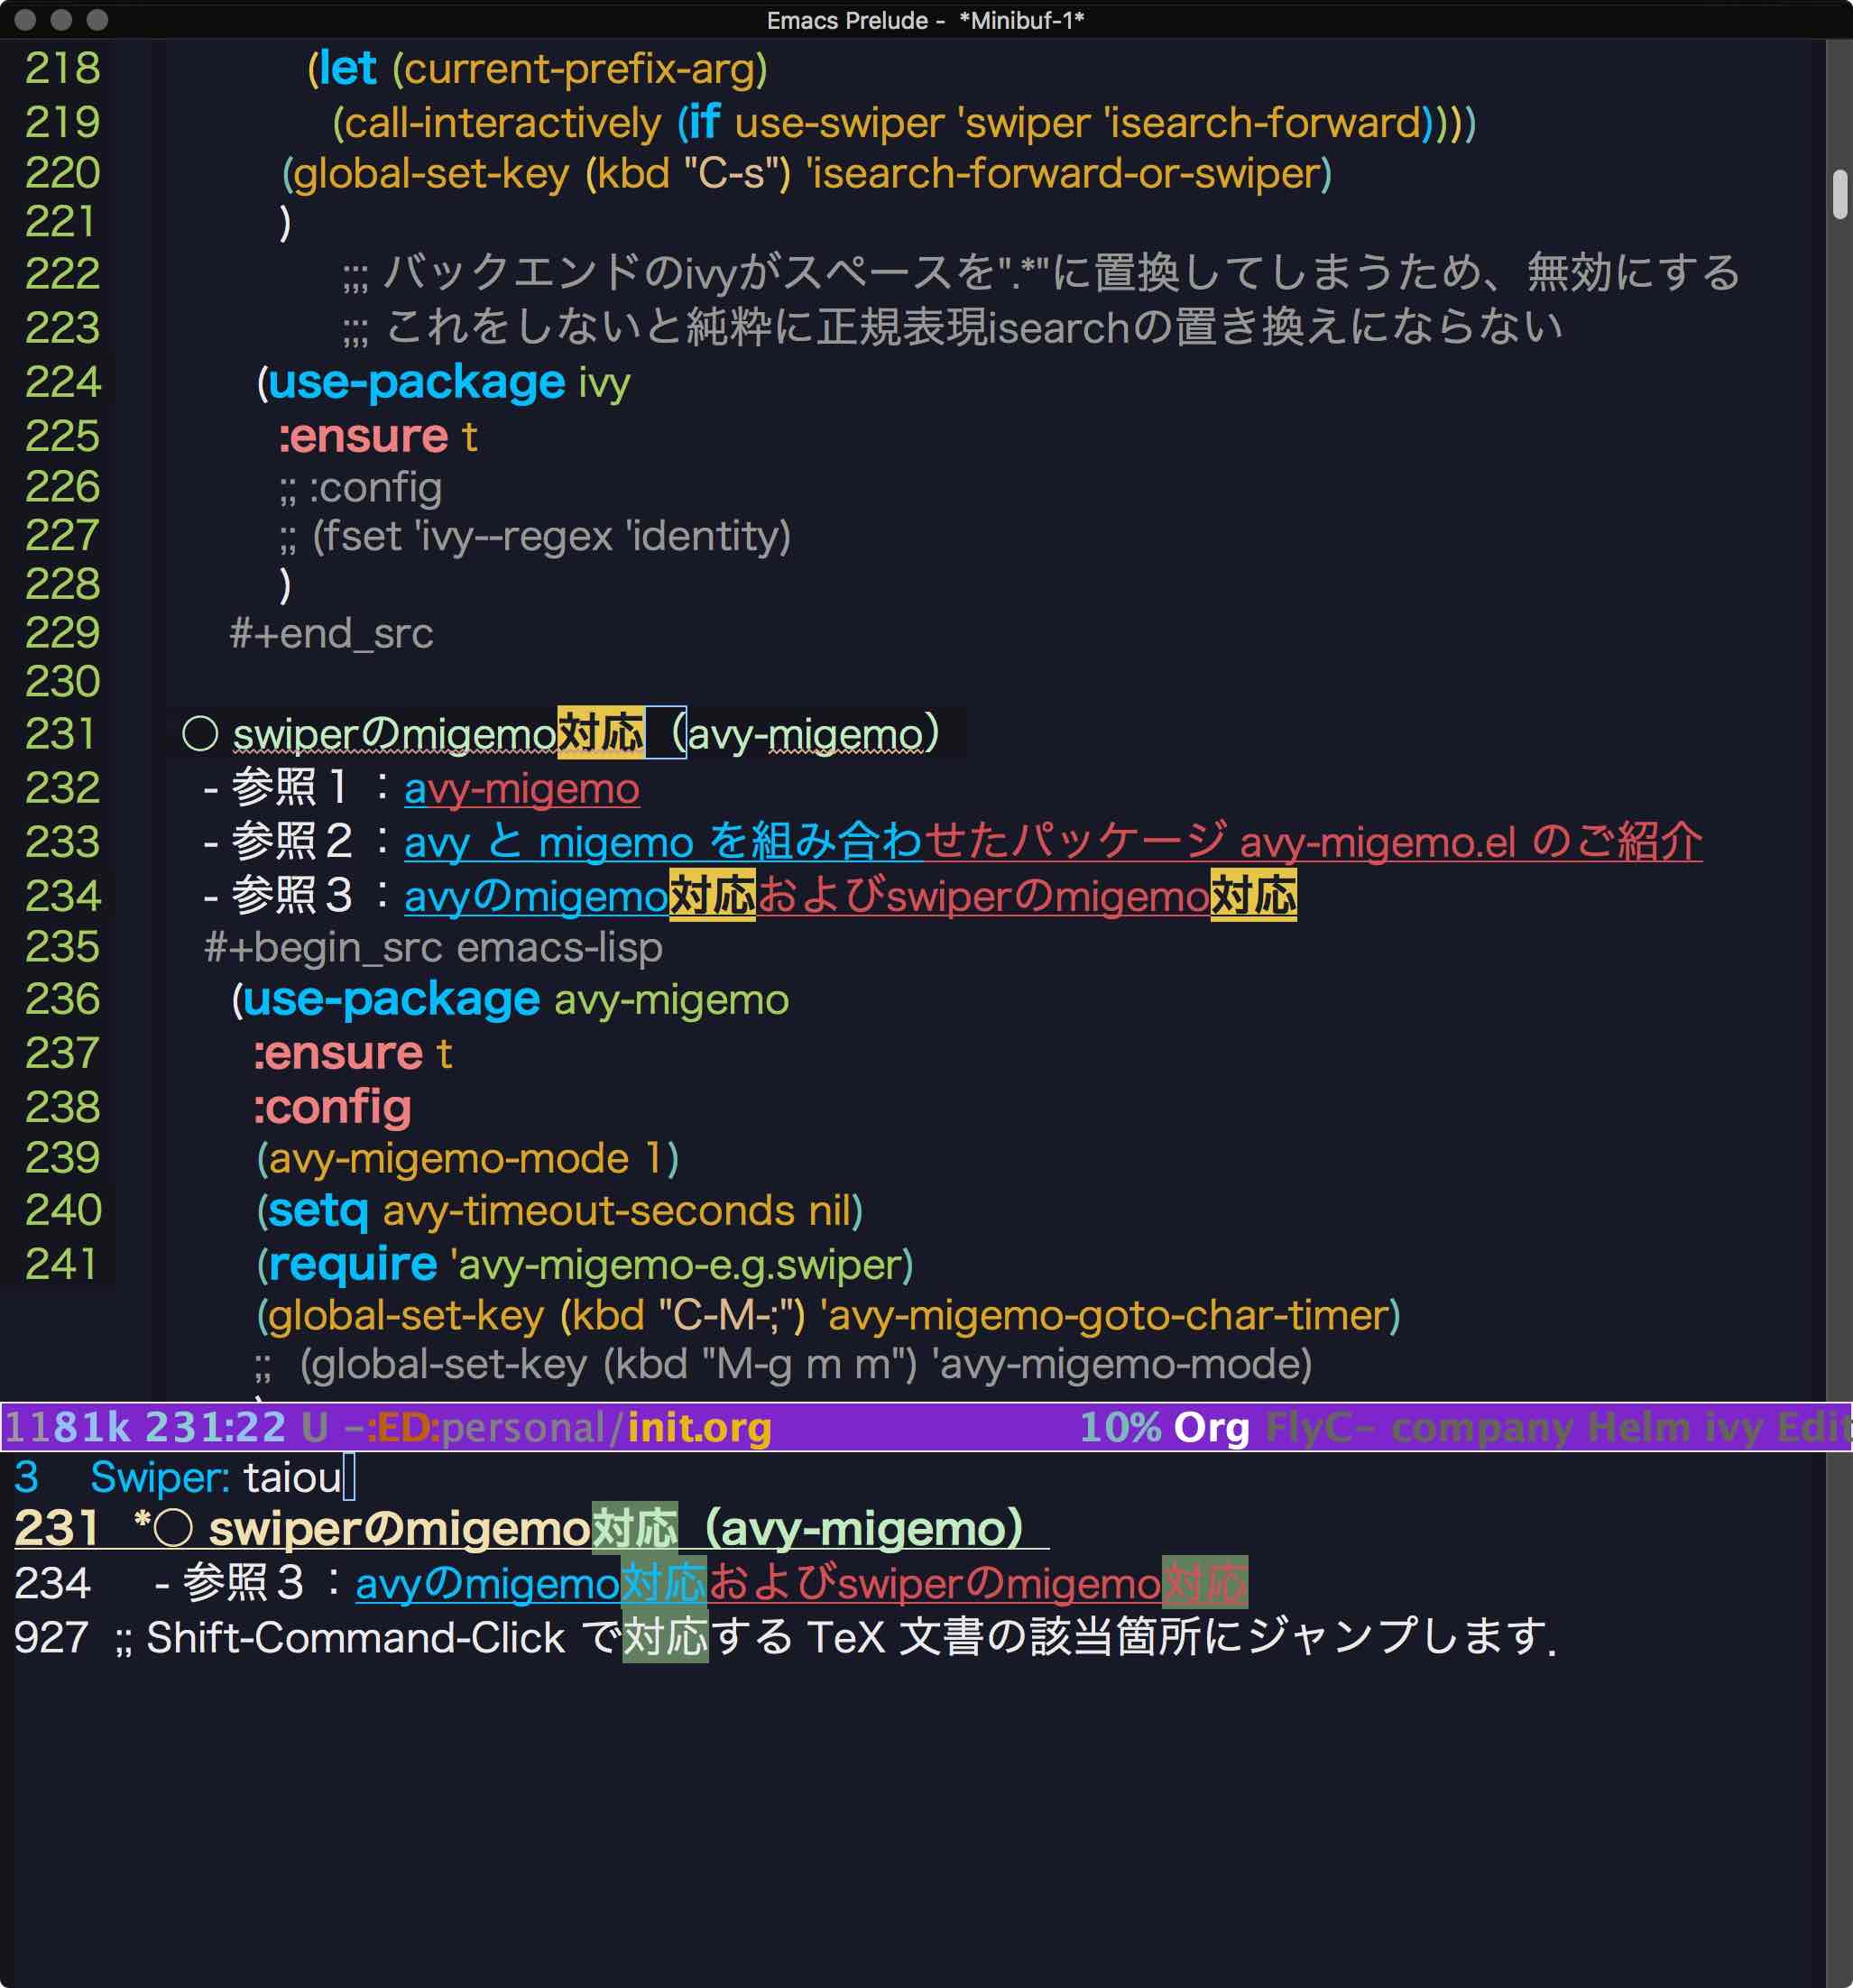 Emacs Prelude - *Minibuf-1*
218 (let (current-prefix-arg)
219 (call-interactively (if use-swiper 'swiper 'isearch-forward))))
220 (global-set-key (kbd "C-s") 'isearch-forward-or-swiper)
221 )
222 ;;; バックエンドのivyがスペースを".*"に置換してしまうため、無効にする
223 ;;; これをしないと純粋に正規表現isearchの置き換えにならない
224 (use-package ivy
225 :ensure t
226 ;; :config
227 ;; (fset 'ivy--regex 'identity)
228 )
229 #+end_src
230
231 ○ swiperのmigemo対応（avy-migemo）
232 - 参照１：avy-migemo
233 - 参照２：avy と migemo を組み合わせたパッケージ avy-migemo.el のご紹介
234 - 参照３：avyのmigemo対応およびswiperのmigemo対応
235 #+begin_src emacs-lisp
236 (use-package avy-migemo
237 :ensure t
238 :config
239 (avy-migemo-mode 1)
240 (setq avy-timeout-seconds nil)
241 (require 'avy-migemo-e.g.swiper)
(global-set-key (kbd "C-M-;") 'avy-migemo-goto-char-timer)
;; (global-set-key (kbd "M-g m m") 'avy-migemo-mode)
1181k 231:22 U -:ED:personal/init.org 10% Org FlyC- company Helm ivy Edit
3 Swiper: taiou
231 *○ swiperのmigemo対応（avy-migemo）
234 - 参照３：avyのmigemo対応およびswiperのmigemo対応
927 ;; Shift-Command-Click で対応する TeX 文書の該当箇所にジャンプします．